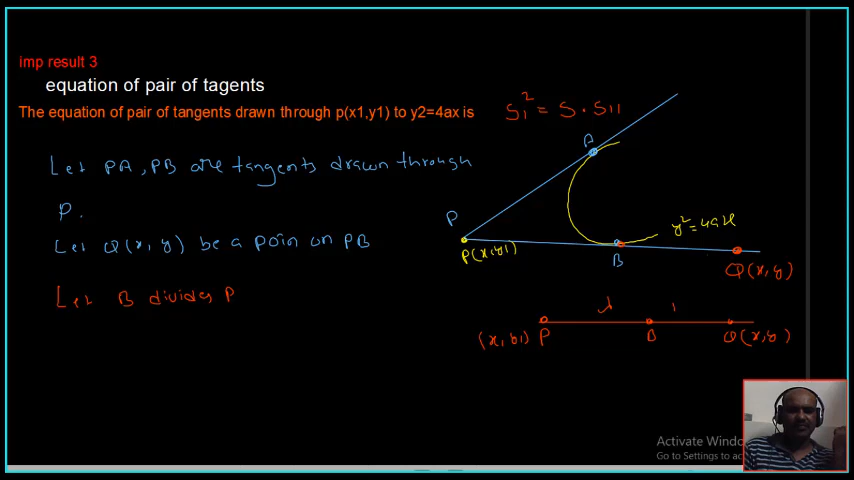 imp result 3
equation of pair of tagents
The equation of pair of tangents drawn through p(x1,y1) to y2=4ax is
S1² = S . S11
Let PA, PB are tangents drawn through
P.
Let Q(x, y) be a poin on PB
Let B divides P
A
P
P(x1,y1)
B
y² = 4ax
Q(x,y)
λ 1
(x1, y1) P B Q(x,y)
Activate Windo
Go to Settings to ac